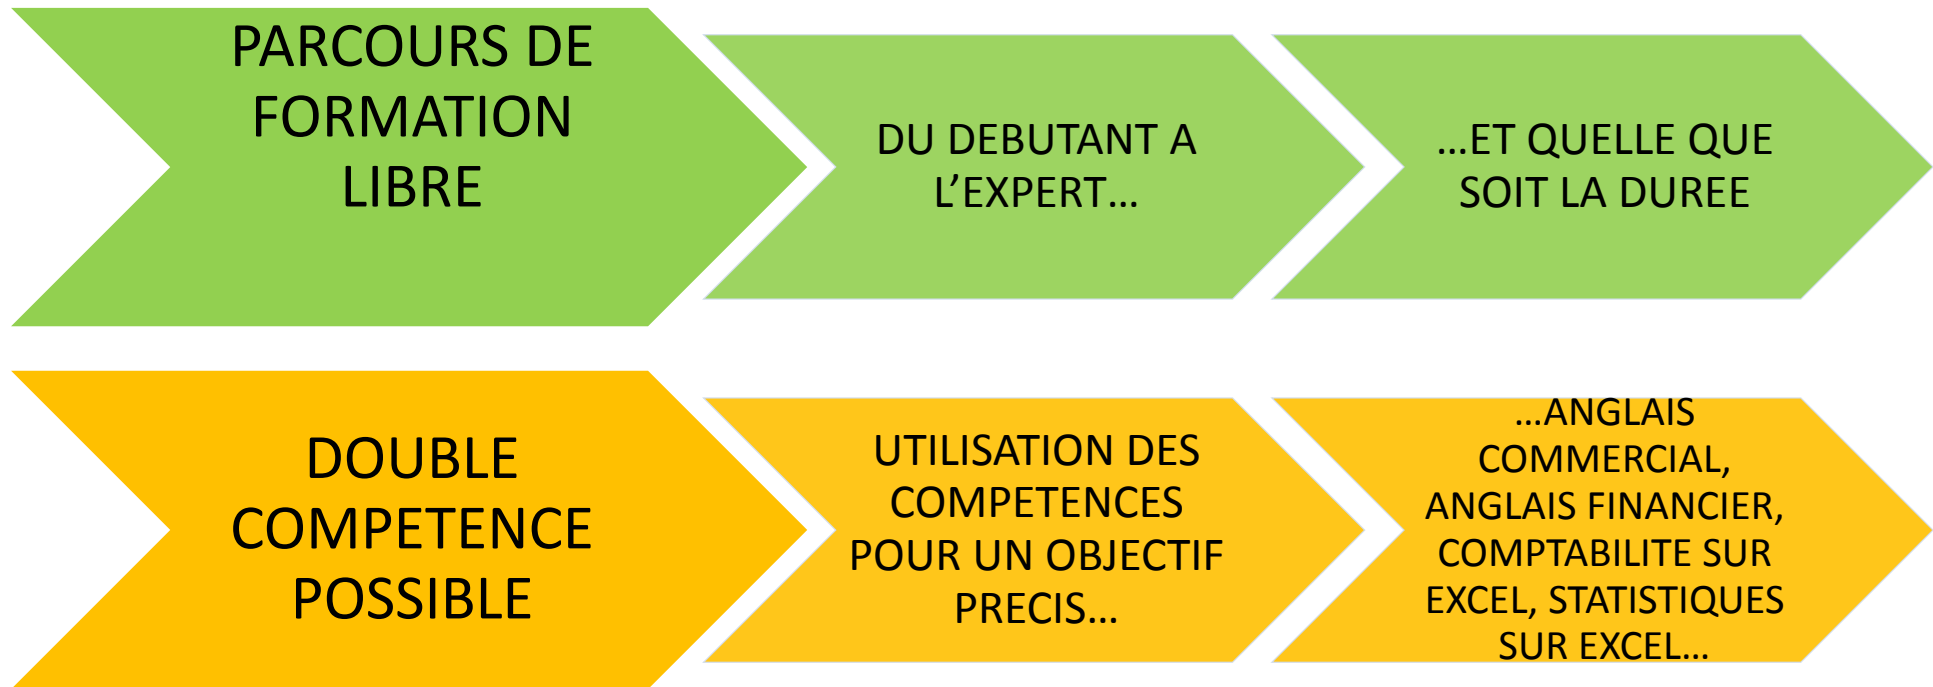 PARCOURS DE
FORMATION
LIBRE
DU DEBUTANT A
L’EXPERT…
…ET QUELLE QUE
SOIT LA DUREE
DOUBLE
COMPETENCE
POSSIBLE
UTILISATION DES
COMPETENCES
POUR UN OBJECTIF
PRECIS…
…ANGLAIS
COMMERCIAL,
ANGLAIS FINANCIER,
COMPTABILITE SUR
EXCEL, STATISTIQUES
SUR EXCEL…